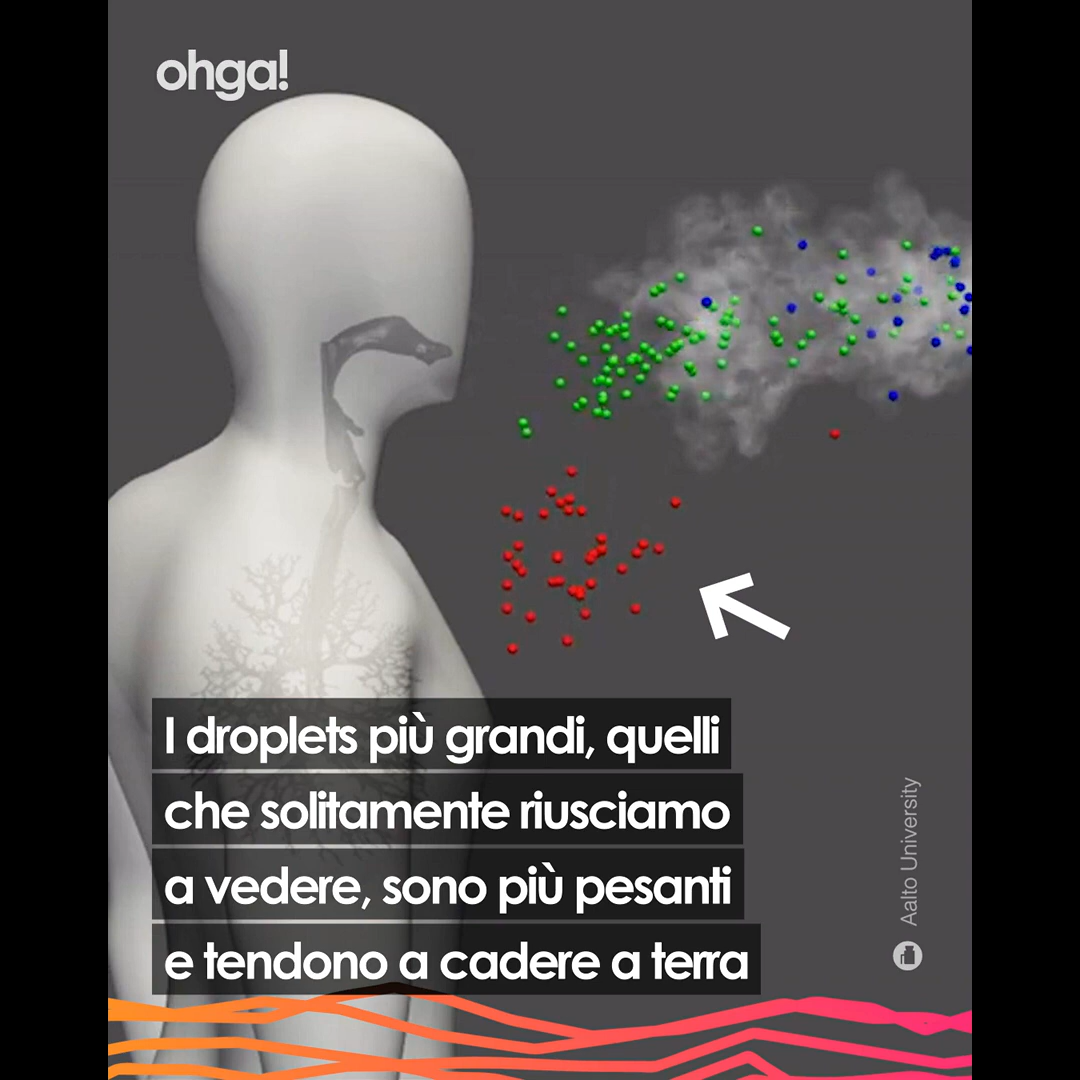 ohga!
I droplets più grandi, quelli
che solitamente riusciamo
a vedere, sono più pesanti
e tendono a cadere a terra
Aalto University